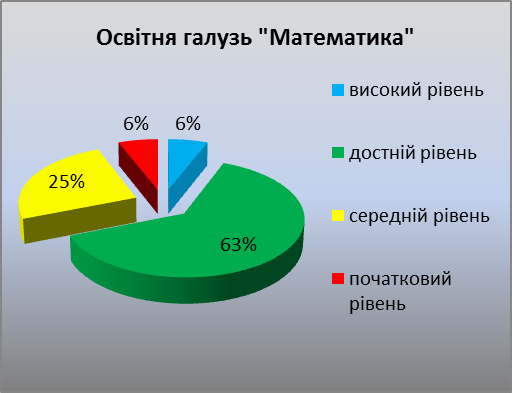 Освітня галузь "Математика"
6%
6%
25%
63%
високий рівень
достній рівень
середній рівень
початковий
рівень